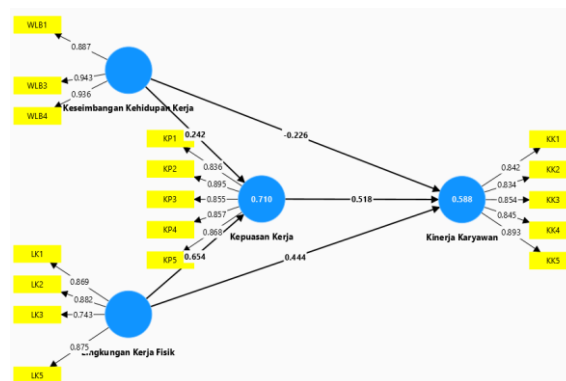 WLB1
0.887
WLB3
0.943
WLB4
0.936
Keseimbangan Kehidupan Kerja
0.242
-0.226
KP1
0.836
KP2
0.895
KP3
0.855
KP4
0.857
KP5
0.868
0.710
Kepuasan Kerja
0.518
0.588
Kinerja Karyawan
KK1
0.842
KK2
0.834
KK3
0.854
KK4
0.845
KK5
0.893
0.654
0.444
LK1
0.869
LK2
0.882
LK3
0.743
LK5
0.875
ingkungan Kerja Fisik